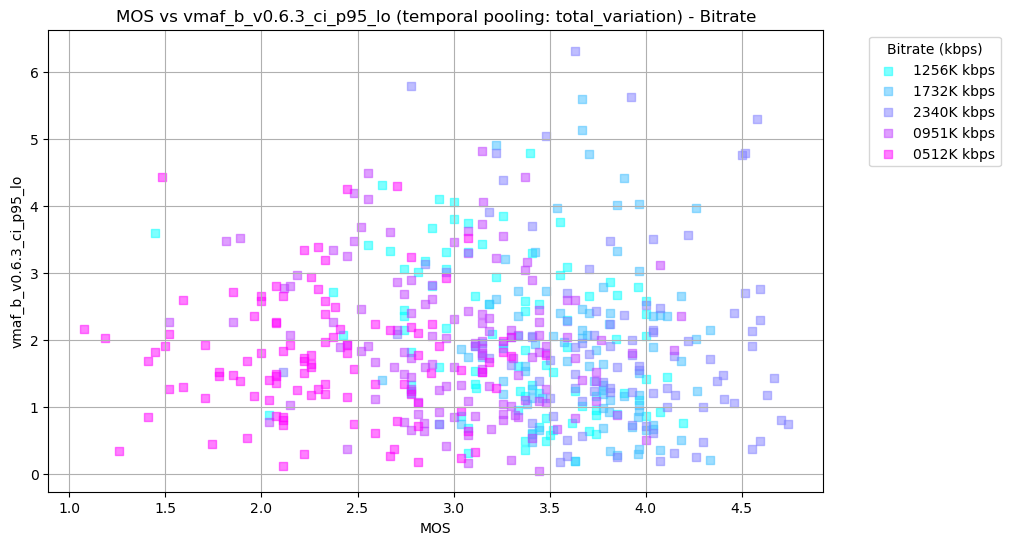 MOS vs vmaf_b_v0.6.3_ci_p95_lo (temporal pooling: total_variation) - Bitrate
Bitrate (kbps)
1256K kbps
1732K kbps
2340K kbps
0951K kbps
0512K kbps
vmaf_b_v0.6.3_ci_p95_lo
6
5
4
3
2
1
0
1.0 1.5 2.0 2.5 3.0 3.5 4.0 4.5
MOS